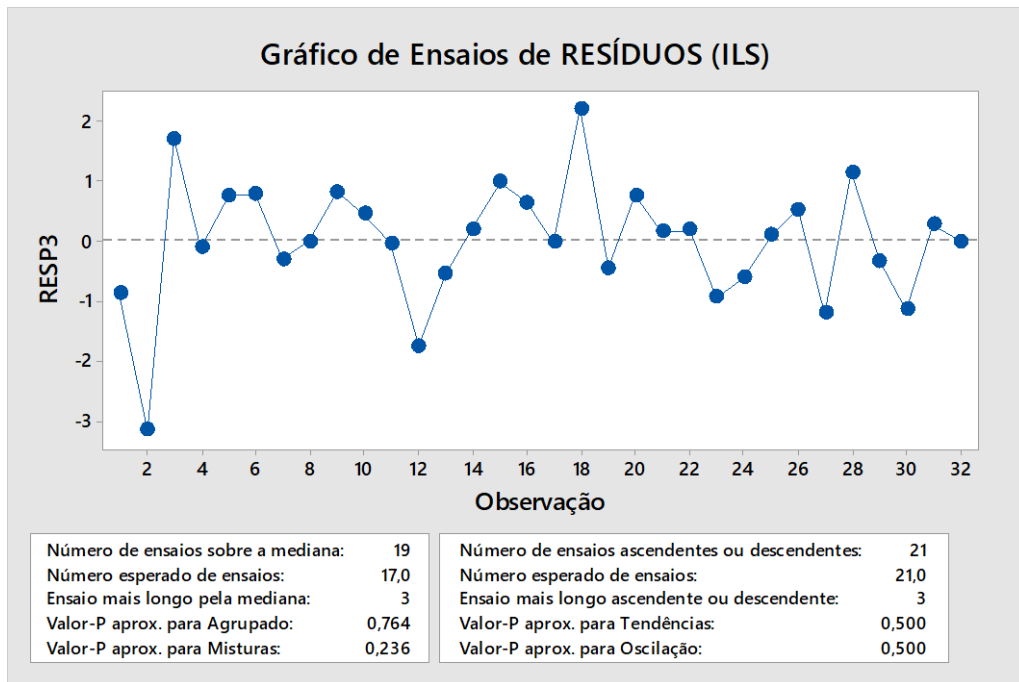 Gráfico de Ensaios de RESÍDUOS (ILS)
RESP3
2
1
0
-1
-2
-3
2 4 6 8 10 12 14 16 18 20 22 24 26 28 30 32
Observação
Número de ensaios sobre a mediana: 19
Número esperado de ensaios: 17,0
Ensaio mais longo pela mediana: 3
Valor-P aprox. para Agrupado: 0,764
Valor-P aprox. para Misturas: 0,236
Número de ensaios ascendentes ou descendentes: 21
Número esperado de ensaios: 21,0
Ensaio mais longo ascendente ou descendente: 3
Valor-P aprox. para Tendências: 0,500
Valor-P aprox. para Oscilação: 0,500